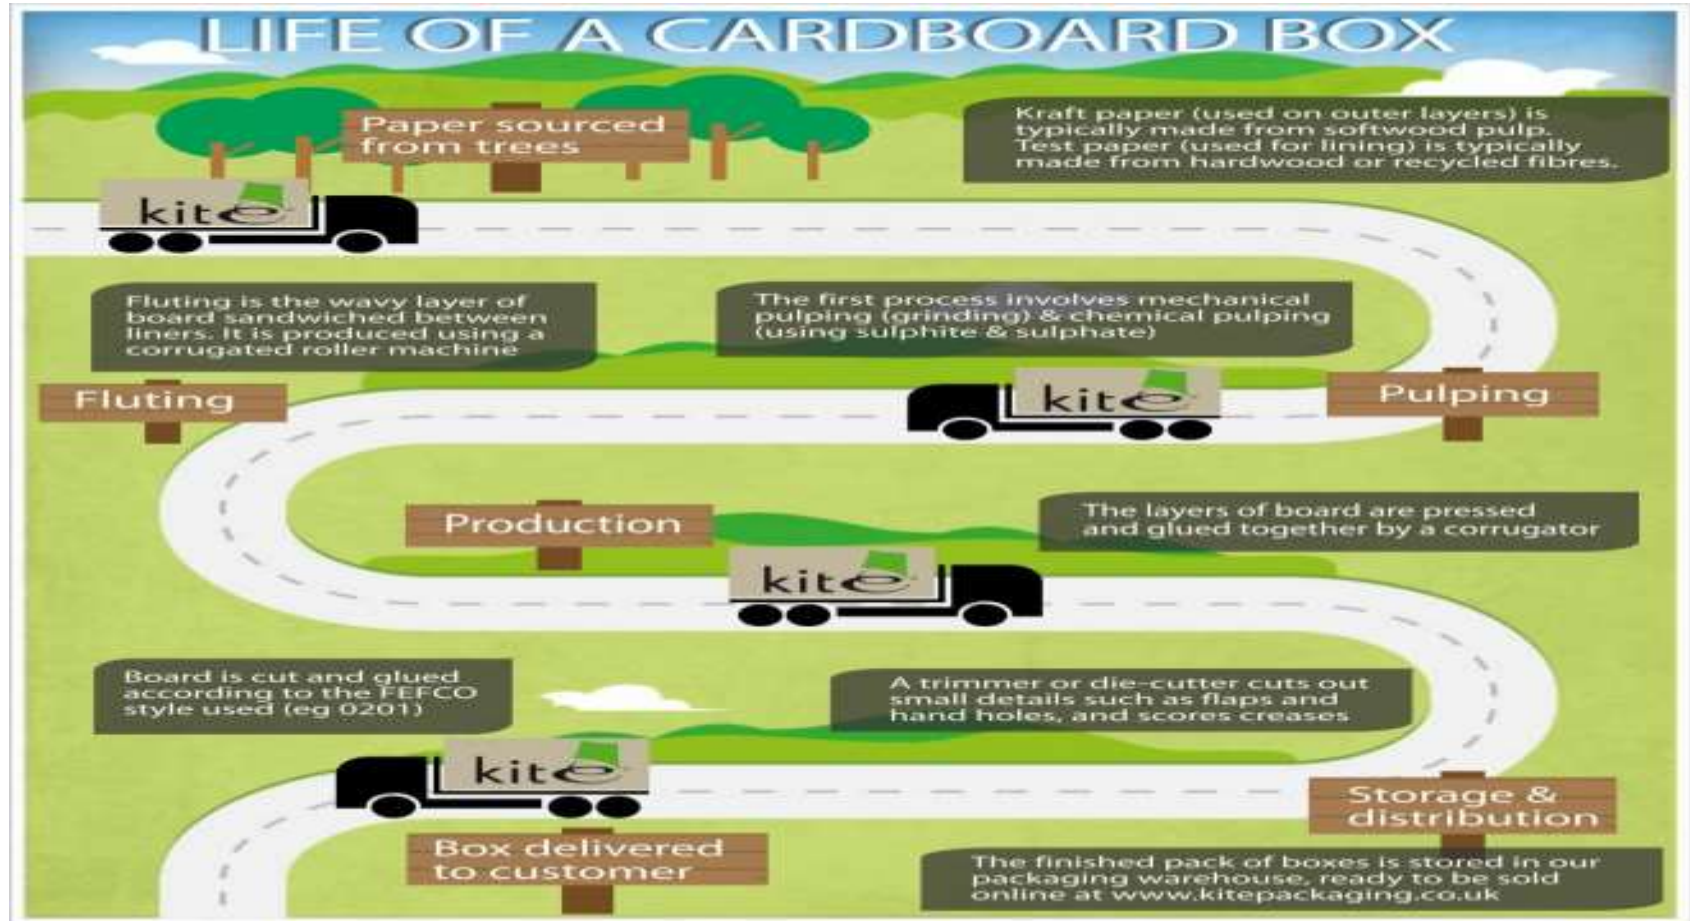 LIFE OF A CARDBOARD BOX
Paper sourced
from trees
Kraft paper (used on outer layers) is
typically made from softwood pulp.
Test paper (used for lining) is typically
made from hardwood or recycled fibres.
kite
Fluting is the wavy layer of
board sandwiched between
liners. It is produced using a
corrugated roller machine
The first process involves mechanical
pulping (grinding) & chemical pulping
(using sulphite & sulphate)
Fluting
kite
Pulping
Production
The layers of board are pressed
and glued together by a corrugator
kite
Board is cut and glued
according to the FEFCO
style used (eg 0201)
A trimmer or die-cutter cuts out
small details such as flaps and
hand holes, and scores creases
kite
Storage &
distribution
Box delivered
to customer
The finished pack of boxes is stored in our
packaging warehouse, ready to be sold
online at www.kitepackaging.co.uk